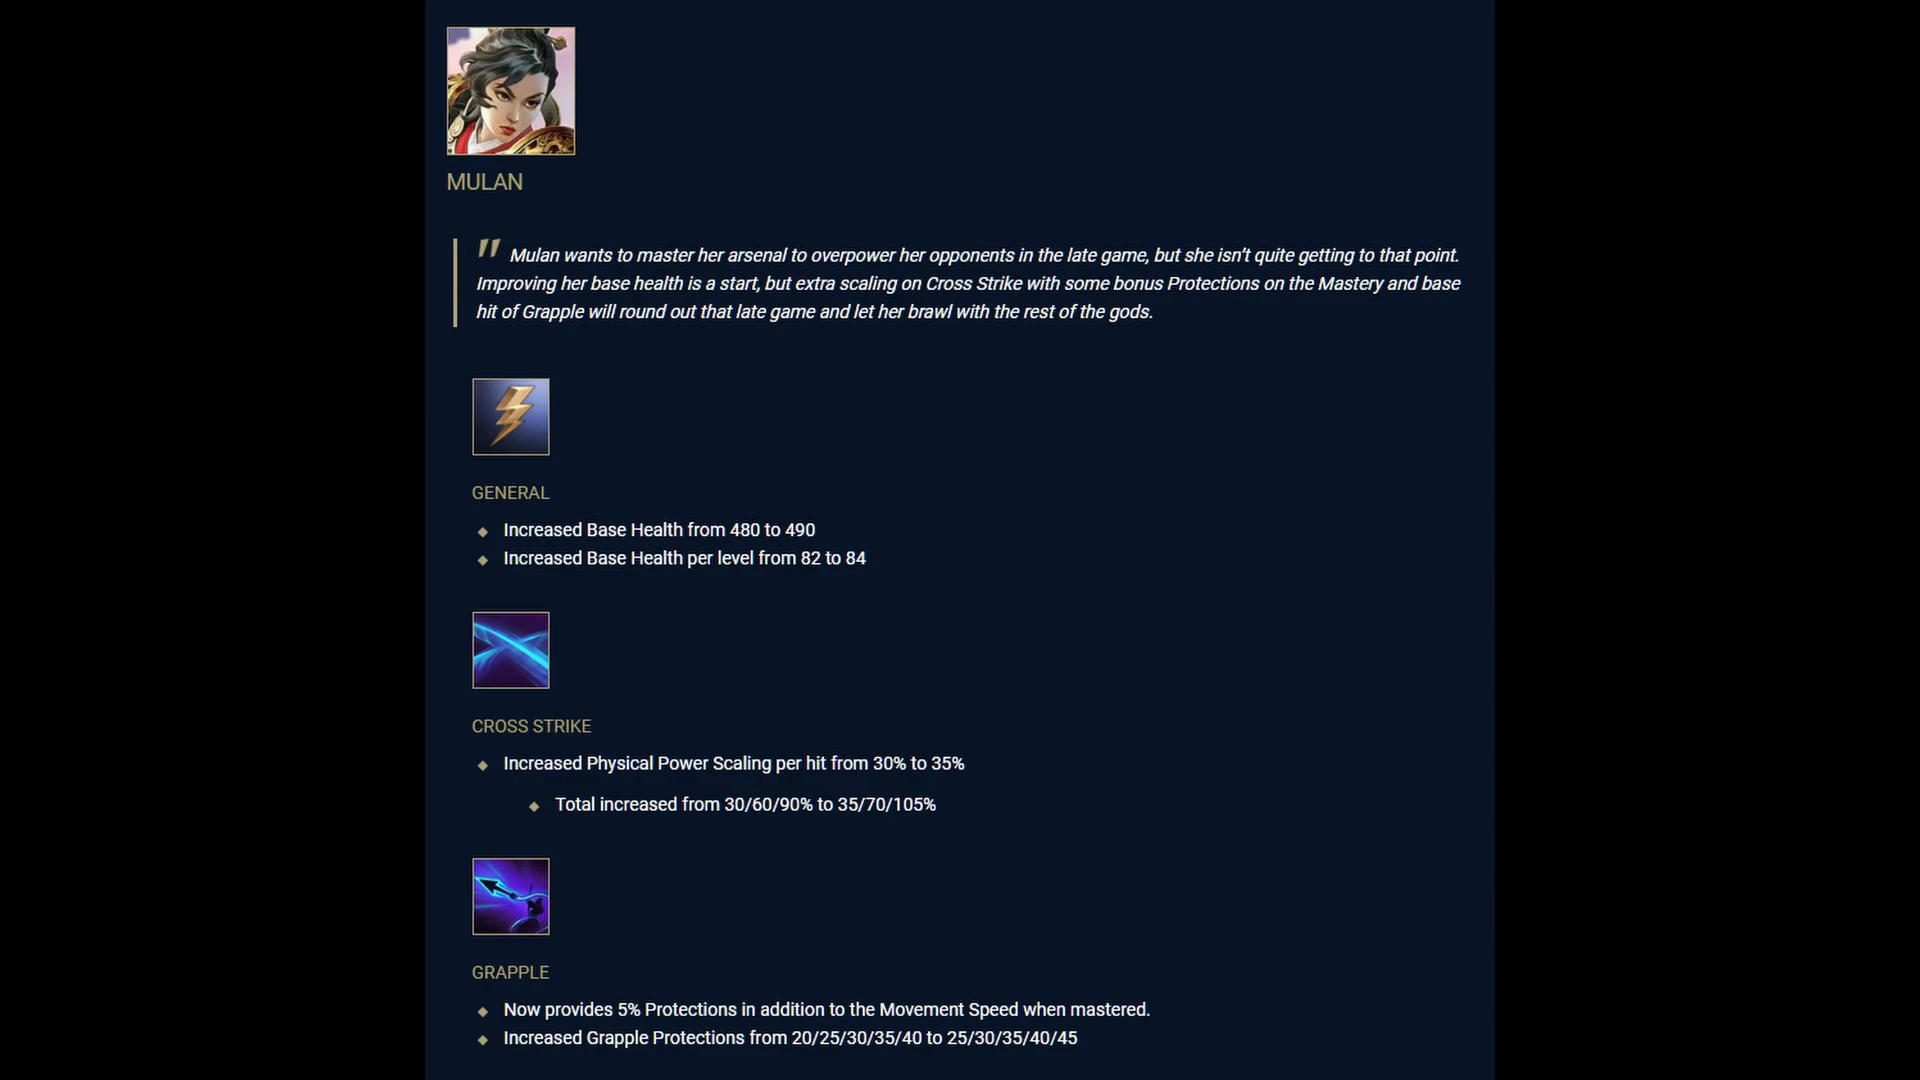 MULAN
" Mulan wants to master her arsenal to overpower her opponents in the late game, but she isn't quite getting to that point.
Improving her base health is a start, but extra scaling on Cross Strike with some bonus Protections on the Mastery and base
hit of Grapple will round out that late game and let her brawl with the rest of the gods.
GENERAL
◆ Increased Base Health from 480 to 490
◆ Increased Base Health per level from 82 to 84
CROSS STRIKE
◆ Increased Physical Power Scaling per hit from 30% to 35%
◆ Total increased from 30/60/90% to 35/70/105%
GRAPPLE
◆ Now provides 5% Protections in addition to the Movement Speed when mastered.
◆ Increased Grapple Protections from 20/25/30/35/40 to 25/30/35/40/45